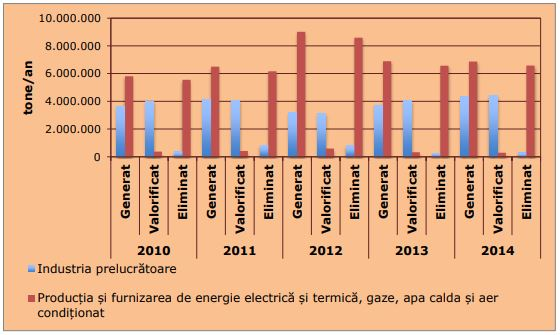 10.000.000
8.000.000
6.000.000
4.000.000
2.000.000
0
tone/an
Generat
Valorificat
Eliminat
Generat
Valorificat
Eliminat
Generat
Valorificat
Eliminat
Generat
Valorificat
Eliminat
Generat
Valorificat
Eliminat
2010 2011 2012 2013 2014
Industria prelucrătoare
Producția și furnizarea de energie electrică și termică, gaze, apa calda și aer
condiționat